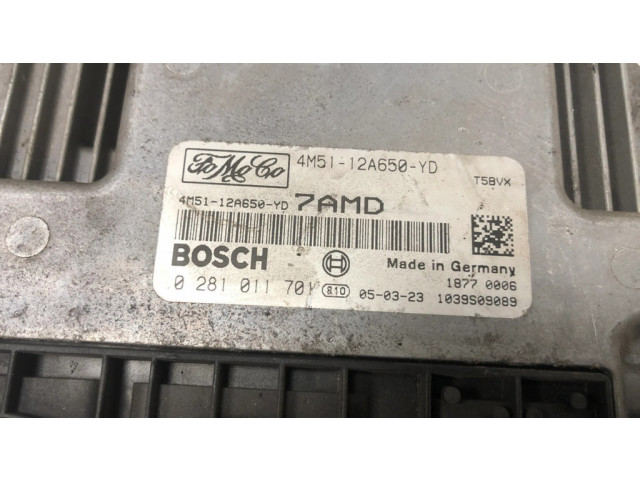 FoMoCo 4M51-12A650-YD
T5BVX
4M51-12A650-YD 7AMD
BOSCH
Made in Germany
1877 0006
0 281 011 701 05-03-23 1039S09089